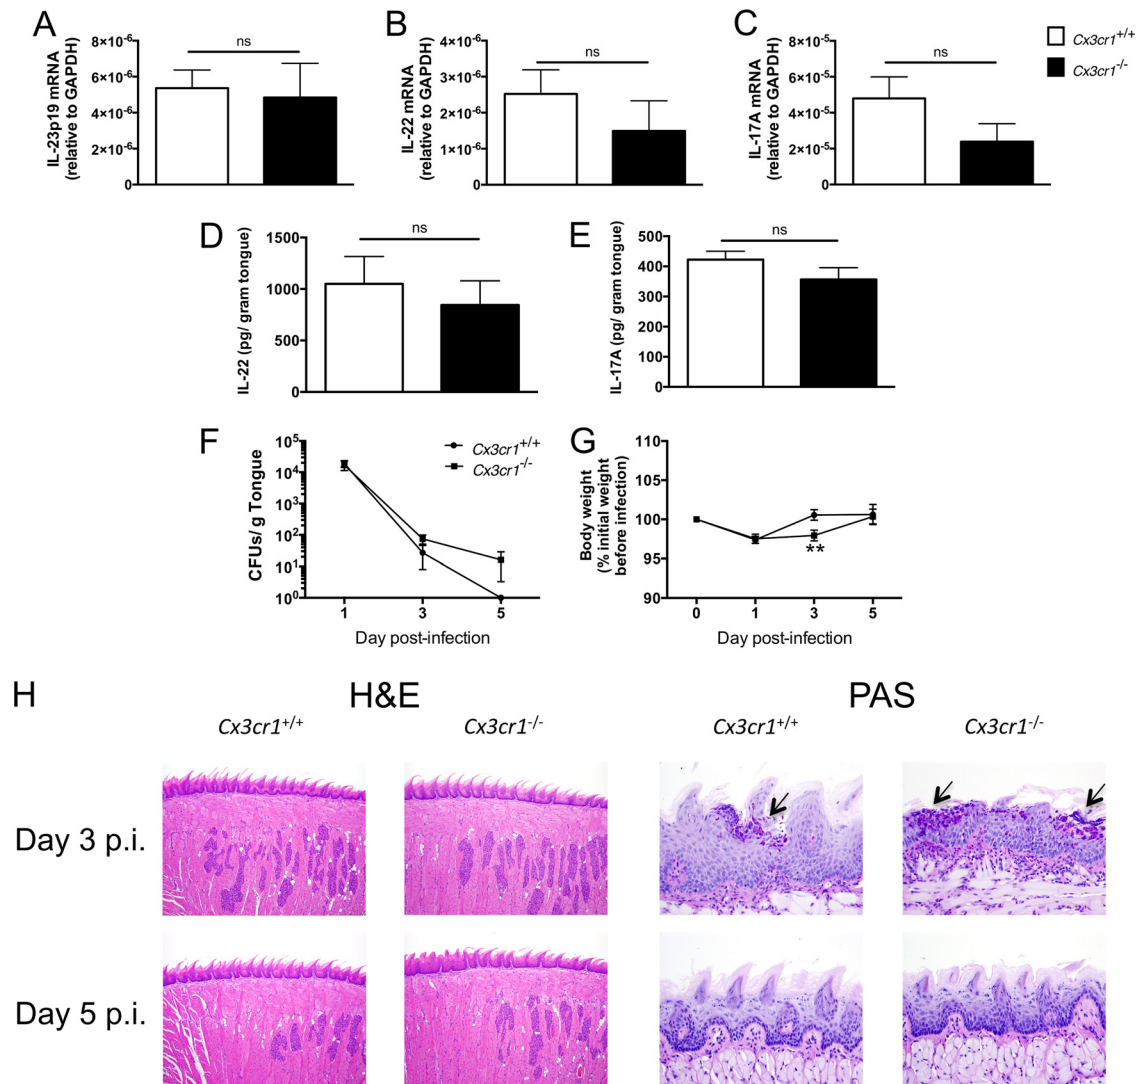 A
IL-23p19 mRNA
(relative to GAPDH)
8×10⁻⁶
6×10⁻⁶
4×10⁻⁶
2×10⁻⁶
0
ns
B
IL-22 mRNA
(relative to GAPDH)
4×10⁻⁶
3×10⁻⁶
2×10⁻⁶
1×10⁻⁶
0
ns
C
IL-17A mRNA
(relative to GAPDH)
8×10⁻⁵
6×10⁻⁵
4×10⁻⁵
2×10⁻⁵
0
ns
Cx3cr1⁺/⁺
Cx3cr1⁻/⁻
D
IL-22 (pg/ gram tongue)
1500
1000
500
0
ns
E
IL-17A (pg/ gram tongue)
500
400
300
200
100
0
ns
F
CFUs/ g Tongue
10⁵
10⁴
10³
10²
10¹
10⁰
1 3 5
Day post-infection
Cx3cr1⁺/⁺
Cx3cr1⁻/⁻
G
Body weight
(% initial weight
before infection)
110
105
100
95
90
**
0 1 3 5
Day post-infection
H
H&E
PAS
Cx3cr1⁺/⁺ Cx3cr1⁻/⁻ Cx3cr1⁺/⁺ Cx3cr1⁻/⁻
Day 3 p.i.
Day 5 p.i.